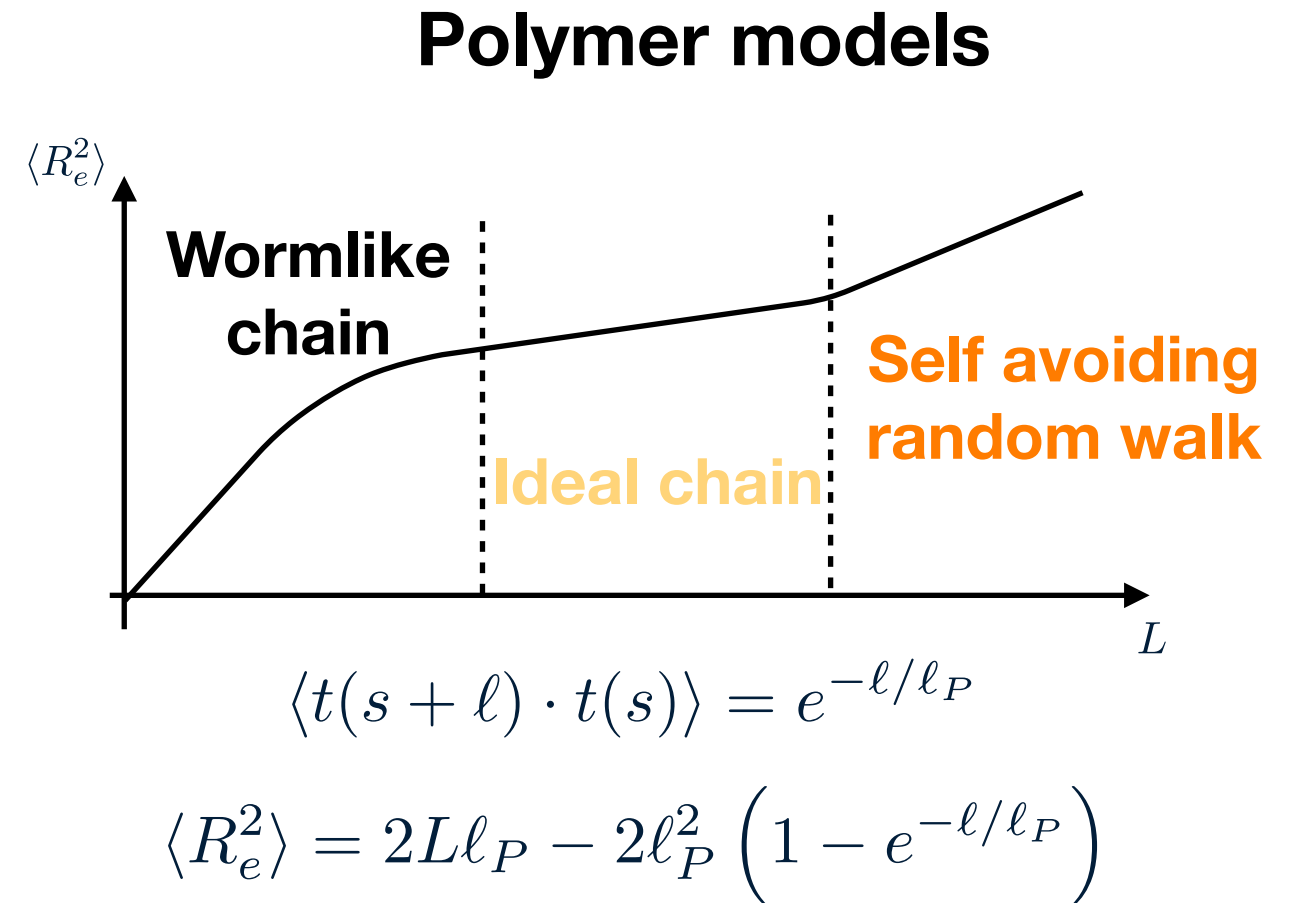 Polymer models
⟨R_e^2⟩
Wormlike
chain
Self avoiding
random walk
Ideal chain
L
⟨t(s + ℓ) · t(s)⟩ = e^{−ℓ/ℓ_P}
⟨R_e^2⟩ = 2Lℓ_P − 2ℓ_P^2 (1 − e^{−ℓ/ℓ_P})